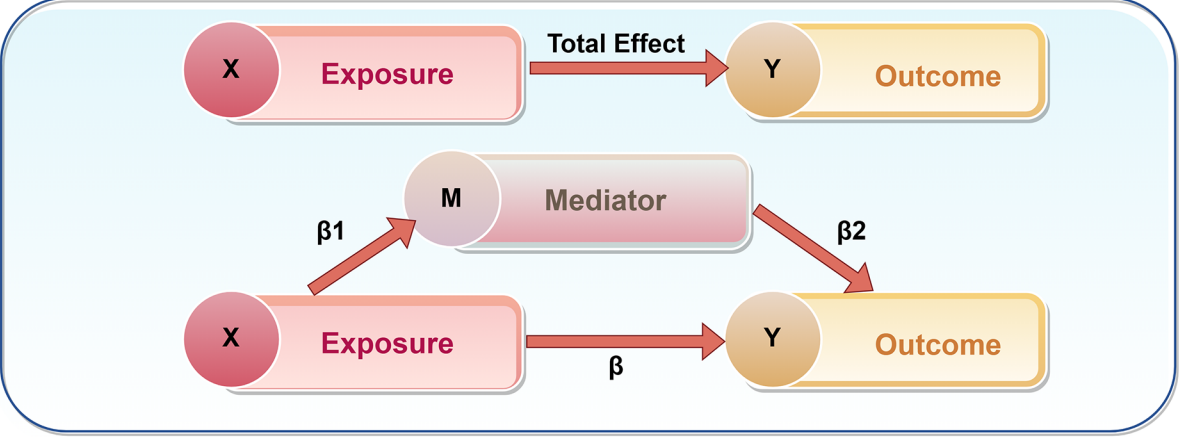 Total Effect
X
Exposure
Y
Outcome
M
Mediator
β1
β2
X
Exposure
β
Y
Outcome